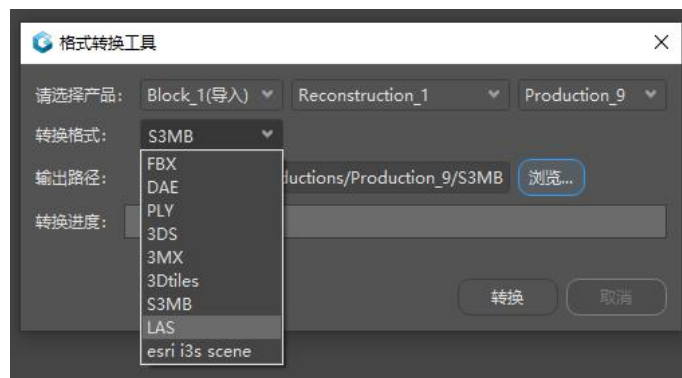 格式转换工具
请选择产品: Block_1(导入) Reconstruction_1 Production_9
转换格式: S3MB
FBX
输出路径: ductions/Production_9/S3MB 浏览...
DAE
PLY
转换进度:
3DS
3MX
3Dtiles
S3MB
转换 取消
LAS
esri i3s scene